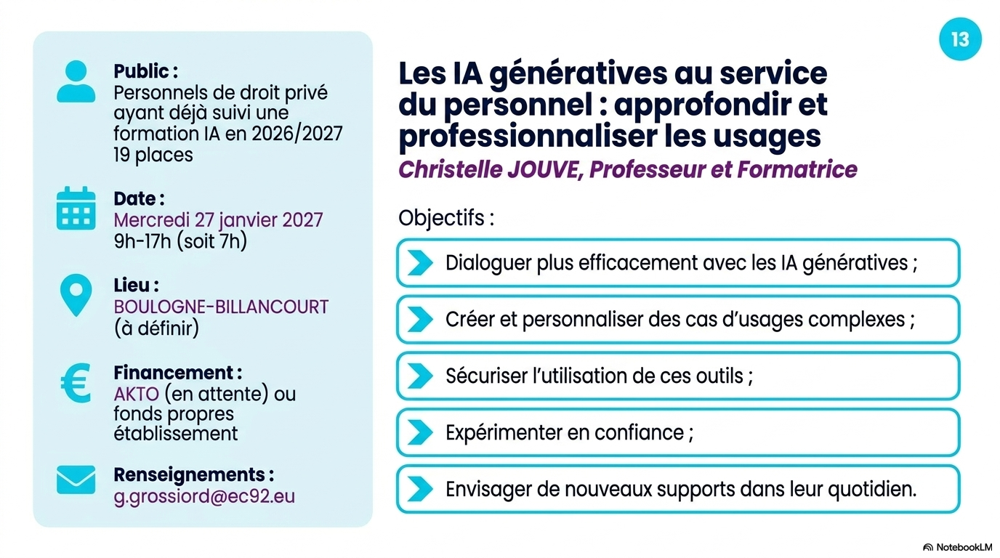 13
Public :
Personnels de droit privé
ayant déjà suivi une
formation IA en 2026/2027
19 places
Date :
Mercredi 27 janvier 2027
9h-17h (soit 7h)
Lieu :
BOULOGNE-BILLANCOURT
(à définir)
Financement :
AKTO (en attente) ou
fonds propres
établissement
Renseignements :
g.grossiord@ec92.eu
Les IA génératives au service
du personnel : approfondir et
professionnaliser les usages
Christelle JOUVE, Professeur et Formatrice
Objectifs :
Dialoguer plus efficacement avec les IA génératives ;
Créer et personnaliser des cas d'usages complexes ;
Sécuriser l'utilisation de ces outils ;
Expérimenter en confiance ;
Envisager de nouveaux supports dans leur quotidien.
NotebookLM